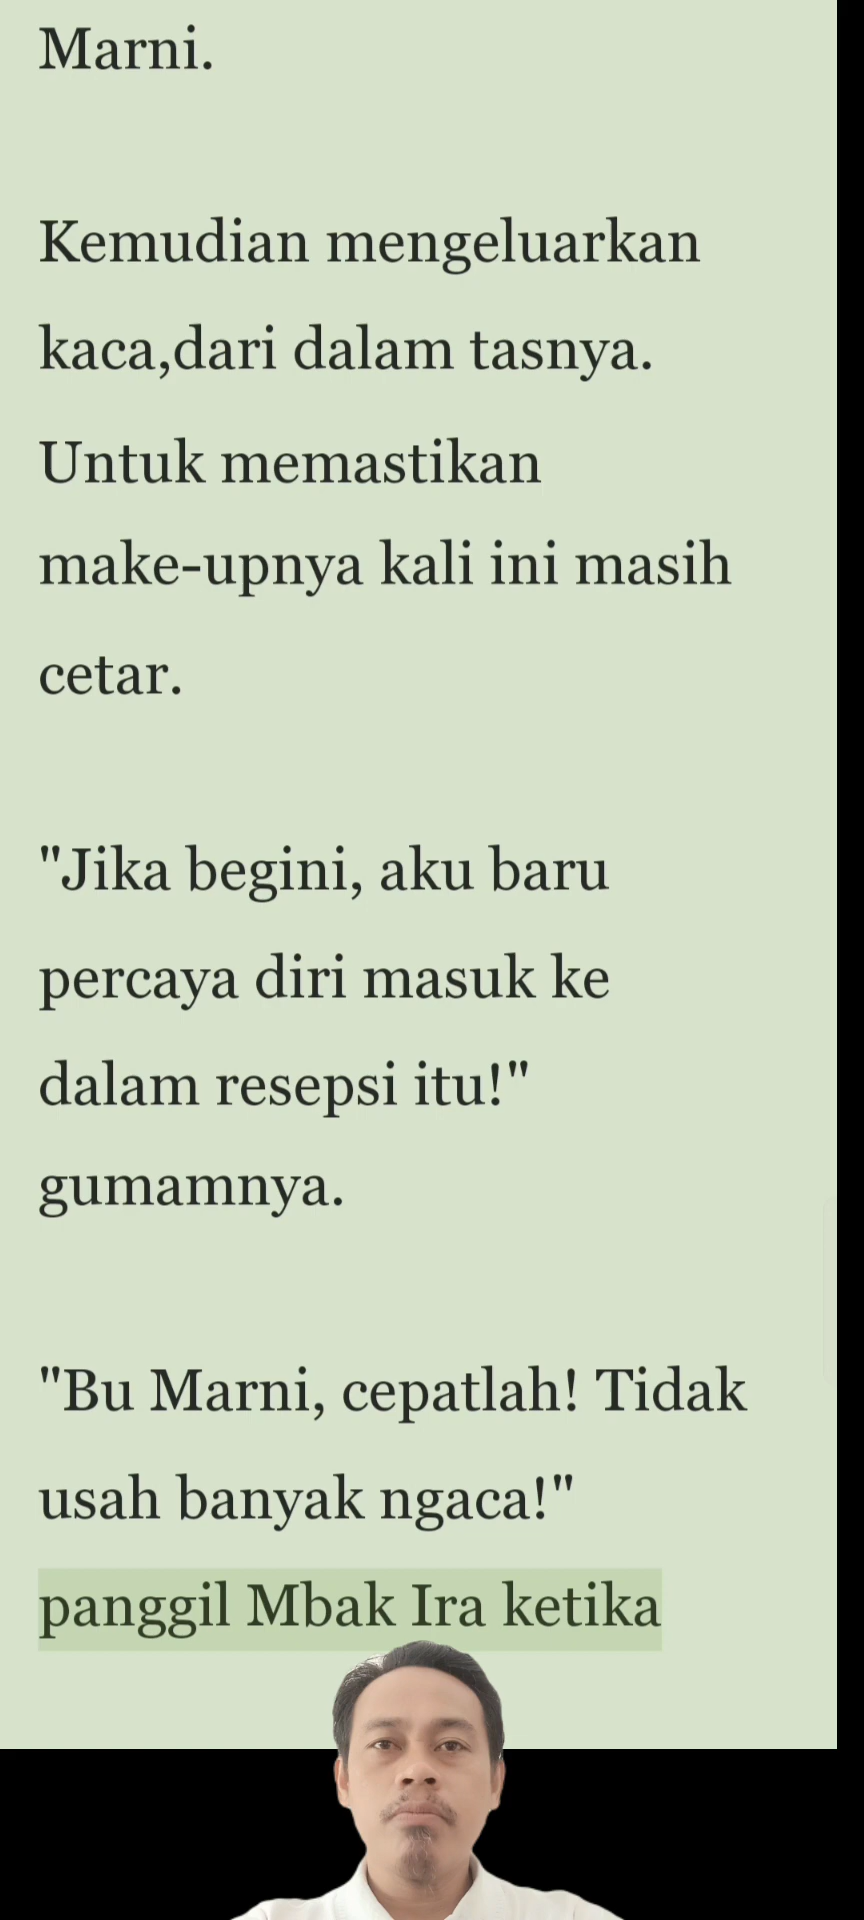 Marni.
Kemudian mengeluarkan
kaca,dari dalam tasnya.
Untuk memastikan
make-upnya kali ini masih
cetar.
"Jika begini, aku baru
percaya diri masuk ke
dalam resepsi itu!"
gumamnya.
"Bu Marni, cepatlah! Tidak
usah banyak ngaca!"
panggil Mbak Ira ketika